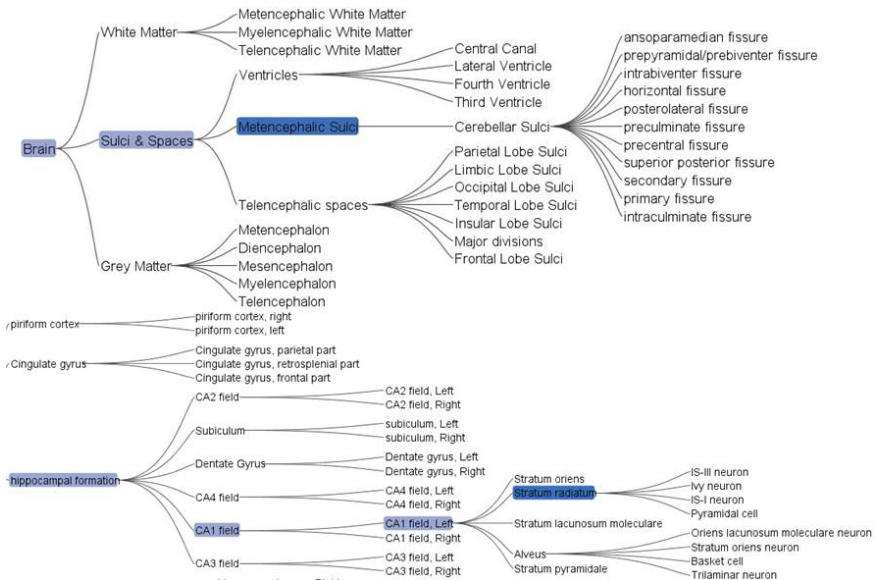 White Matter
Metencephalic White Matter
Myelencephalic White Matter
Telencephalic White Matter
Brain
Sulci & Spaces
Ventricles
Central Canal
Lateral Ventricle
Fourth Ventricle
Third Ventricle
Metencephalic Sulci
Cerebellar Sulci
ansoparamedian fissure
prepyramidal/prebiventer fissure
intrabiventer fissure
horizontal fissure
posterolateral fissure
preculminate fissure
precentral fissure
superior posterior fissure
secondary fissure
primary fissure
intraculminate fissure
Telencephalic spaces
Parietal Lobe Sulci
Limbic Lobe Sulci
Occipital Lobe Sulci
Temporal Lobe Sulci
Insular Lobe Sulci
Major divisions
Frontal Lobe Sulci
Grey Matter
Metencephalon
Diencephalon
Mesencephalon
Myelencephalon
Telencephalon
piriform cortex
piriform cortex, right
piriform cortex, left
Cingulate gyrus
Cingulate gyrus, parietal part
Cingulate gyrus, retrosplenial part
Cingulate gyrus, frontal part
hippocampal formation
CA2 field
CA2 field, Left
CA2 field, Right
Subiculum
subiculum, Left
subiculum, Right
Dentate Gyrus
Dentate gyrus, Left
Dentate gyrus, Right
CA4 field
CA4 field, Left
CA4 field, Right
CA1 field
CA1 field, Left
CA1 field, Right
Stratum oriens
Stratum radiatum
IS-III neuron
Ivy neuron
IS-I neuron
Pyramidal cell
Stratum lacunosum moleculare
Alveus
Oriens lacunosum moleculare neuron
Stratum oriens neuron
Basket cell
Trilaminar neuron
Stratum pyramidale
CA3 field
CA3 field, Left
CA3 field, Right